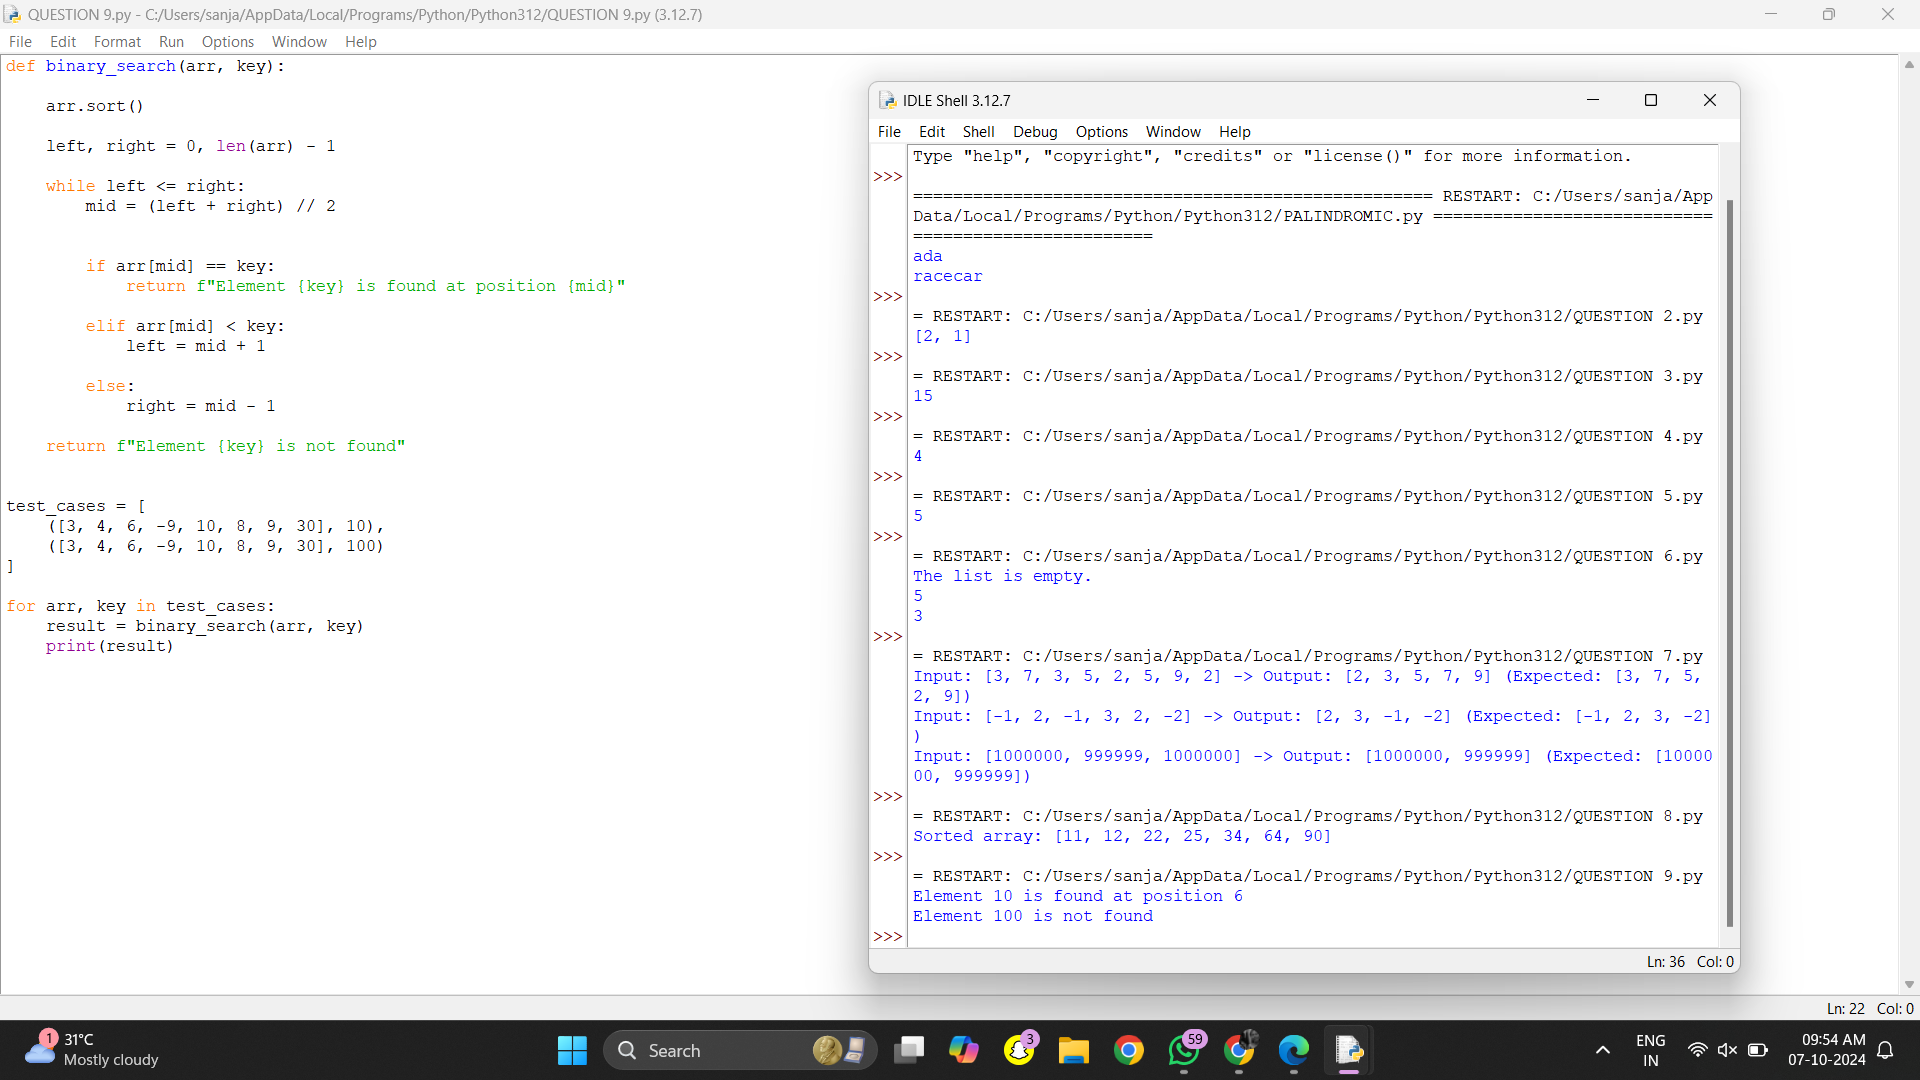 QUESTION 9.py - C:/Users/sanja/AppData/Local/Programs/Python/Python312/QUESTION 9.py (3.12.7)
File Edit Format Run Options Window Help
def binary_search(arr, key):
arr.sort()
left, right = 0, len(arr) - 1
while left <= right:
mid = (left + right) // 2
if arr[mid] == key:
return f"Element {key} is found at position {mid}"
elif arr[mid] < key:
left = mid + 1
else:
right = mid - 1
return f"Element {key} is not found"
test_cases = [
([3, 4, 6, -9, 10, 8, 9, 30], 10),
([3, 4, 6, -9, 10, 8, 9, 30], 100)
]
for arr, key in test_cases:
result = binary_search(arr, key)
print(result)
IDLE Shell 3.12.7
File Edit Shell Debug Options Window Help
Type "help", "copyright", "credits" or "license()" for more information.
>>>
==================================================== RESTART: C:/Users/sanja/App
Data/Local/Programs/Python/Python312/PALINDROMIC.py ============================
========================
ada
racecar
>>>
= RESTART: C:/Users/sanja/AppData/Local/Programs/Python/Python312/QUESTION 2.py
[2, 1]
>>>
= RESTART: C:/Users/sanja/AppData/Local/Programs/Python/Python312/QUESTION 3.py
15
>>>
= RESTART: C:/Users/sanja/AppData/Local/Programs/Python/Python312/QUESTION 4.py
4
>>>
= RESTART: C:/Users/sanja/AppData/Local/Programs/Python/Python312/QUESTION 5.py
5
>>>
= RESTART: C:/Users/sanja/AppData/Local/Programs/Python/Python312/QUESTION 6.py
The list is empty.
5
3
>>>
= RESTART: C:/Users/sanja/AppData/Local/Programs/Python/Python312/QUESTION 7.py
Input: [3, 7, 3, 5, 2, 5, 9, 2] -> Output: [2, 3, 5, 7, 9] (Expected: [3, 7, 5,
2, 9])
Input: [-1, 2, -1, 3, 2, -2] -> Output: [2, 3, -1, -2] (Expected: [-1, 2, 3, -2]
)
Input: [1000000, 999999, 1000000] -> Output: [1000000, 999999] (Expected: [10000
00, 999999])
>>>
= RESTART: C:/Users/sanja/AppData/Local/Programs/Python/Python312/QUESTION 8.py
Sorted array: [11, 12, 22, 25, 34, 64, 90]
>>>
= RESTART: C:/Users/sanja/AppData/Local/Programs/Python/Python312/QUESTION 9.py
Element 10 is found at position 6
Element 100 is not found
>>>
Ln: 36 Col: 0
Ln: 22 Col: 0
1
31°C
Mostly cloudy
Search
3
59
ENG
IN
09:54 AM
07-10-2024